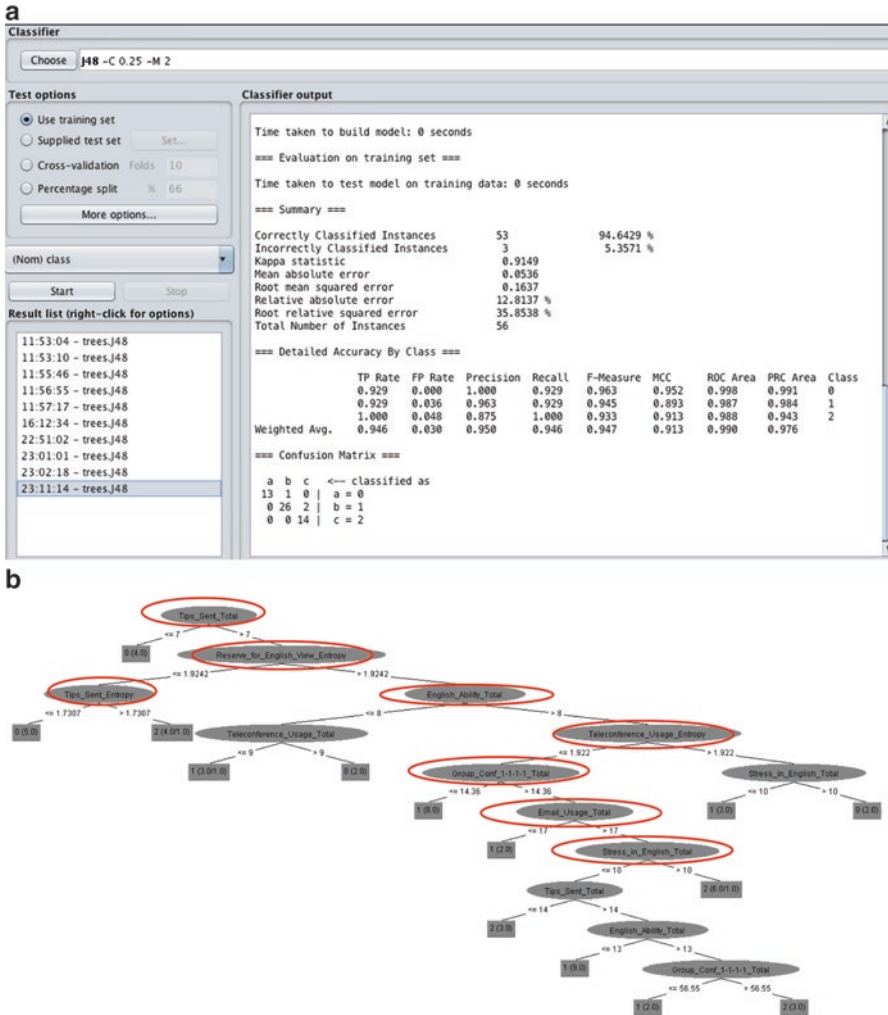 a
Classifier
Choose J48 -C 0.25 -M 2
Test options
Use training set
Supplied test set Set...
Cross-validation Folds 10
Percentage split % 66
More options...
(Nom) class
Start Stop
Result list (right-click for options)
11:53:04 - trees.J48
11:53:10 - trees.J48
11:55:46 - trees.J48
11:56:55 - trees.J48
11:57:17 - trees.J48
16:12:34 - trees.J48
22:51:02 - trees.J48
23:01:01 - trees.J48
23:02:18 - trees.J48
23:11:14 - trees.J48
Classifier output
Time taken to build model: 0 seconds
=== Evaluation on training set ===
Time taken to test model on training data: 0 seconds
=== Summary ===
Correctly Classified Instances 53 94.6429 %
Incorrectly Classified Instances 3 5.3571 %
Kappa statistic 0.9149
Mean absolute error 0.0536
Root mean squared error 0.1637
Relative absolute error 12.8137 %
Root relative squared error 35.8538 %
Total Number of Instances 56
=== Detailed Accuracy By Class ===
TP Rate FP Rate Precision Recall F-Measure MCC ROC Area PRC Area Class
0.929 0.000 1.000 0.929 0.963 0.952 0.998 0.991 0
0.929 0.036 0.963 0.929 0.945 0.893 0.987 0.984 1
1.000 0.048 0.875 1.000 0.933 0.913 0.988 0.943 2
Weighted Avg. 0.946 0.030 0.950 0.946 0.947 0.913 0.990 0.976
=== Confusion Matrix ===
a b c <-- classified as
13 1 0 | a = 0
0 26 2 | b = 1
0 0 14 | c = 2
b
Tips_Sent_Total
<= 7 > 7
0 (4.0) Reserve_for_English_View_Entropy
<= 1.9242 > 1.9242
Tips_Sent_Entropy English_Ability_Total
<= 1.7307 > 1.7307 <= 8 > 8
0 (5.0) 2 (4.0/1.0) Teleconference_Usage_Total Teleconference_Usage_Entropy
<= 9 > 9 <= 1.922 > 1.922
1 (3.0/1.0) 0 (2.0) Group_Conf_1-1-1-1_Total Stress_in_English_Total
<= 14.36 > 14.36 <= 10 > 10
1 (8.0) Email_Usage_Total 1 (3.0) 0 (2.0)
<= 17 > 17
1 (2.0) Stress_in_English_Total
<= 10 > 10
Tips_Sent_Total 2 (6.0/1.0)
<= 14 > 14
2 (3.0) English_Ability_Total
<= 13 > 13
1 (9.0) Group_Conf_1-1-1-1_Total
<= 56.55 > 56.55
1 (2.0) 2 (3.0)